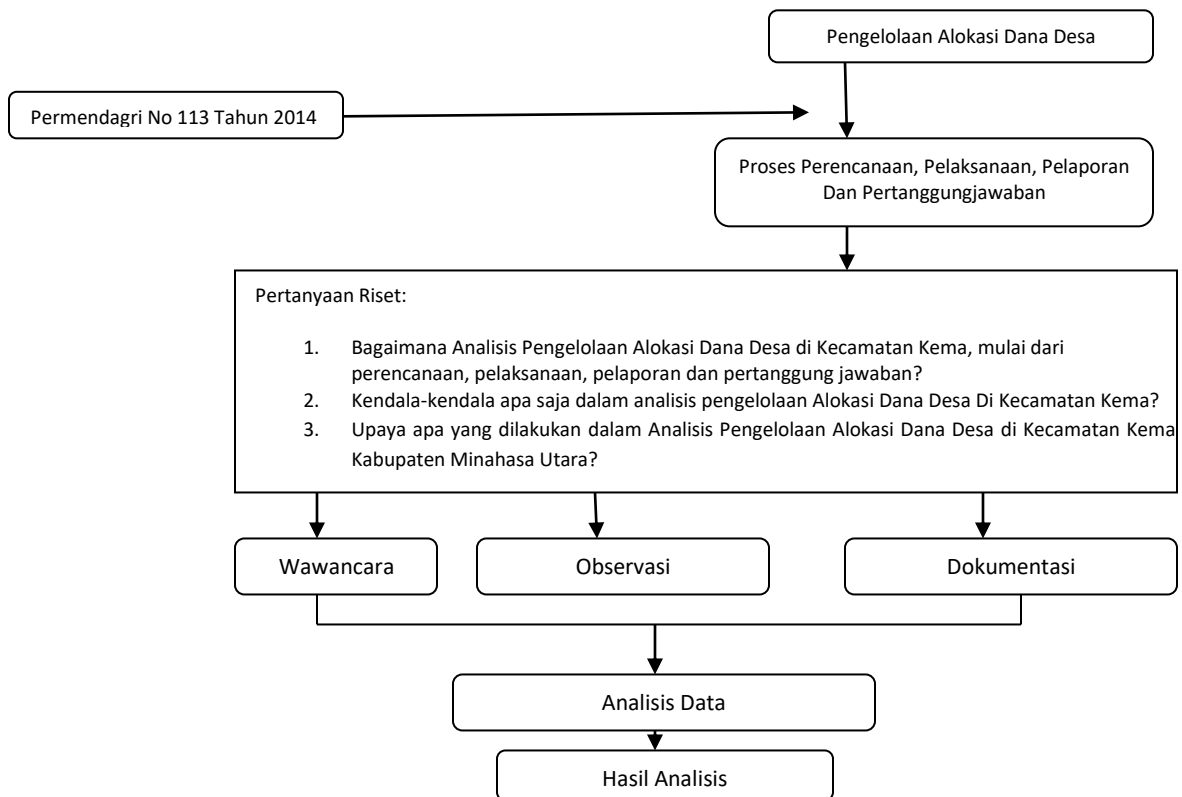 Pengelolaan Alokasi Dana Desa
Permendagri No 113 Tahun 2014
Proses Perencanaan, Pelaksanaan, Pelaporan
Dan Pertanggungjawaban
Pertanyaan Riset:
1. Bagaimana Analisis Pengelolaan Alokasi Dana Desa di Kecamatan Kema, mulai dari
perencanaan, pelaksanaan, pelaporan dan pertanggung jawaban?
2. Kendala-kendala apa saja dalam analisis pengelolaan Alokasi Dana Desa Di Kecamatan Kema?
3. Upaya apa yang dilakukan dalam Analisis Pengelolaan Alokasi Dana Desa di Kecamatan Kema
Kabupaten Minahasa Utara?
Wawancara
Observasi
Dokumentasi
Analisis Data
Hasil Analisis